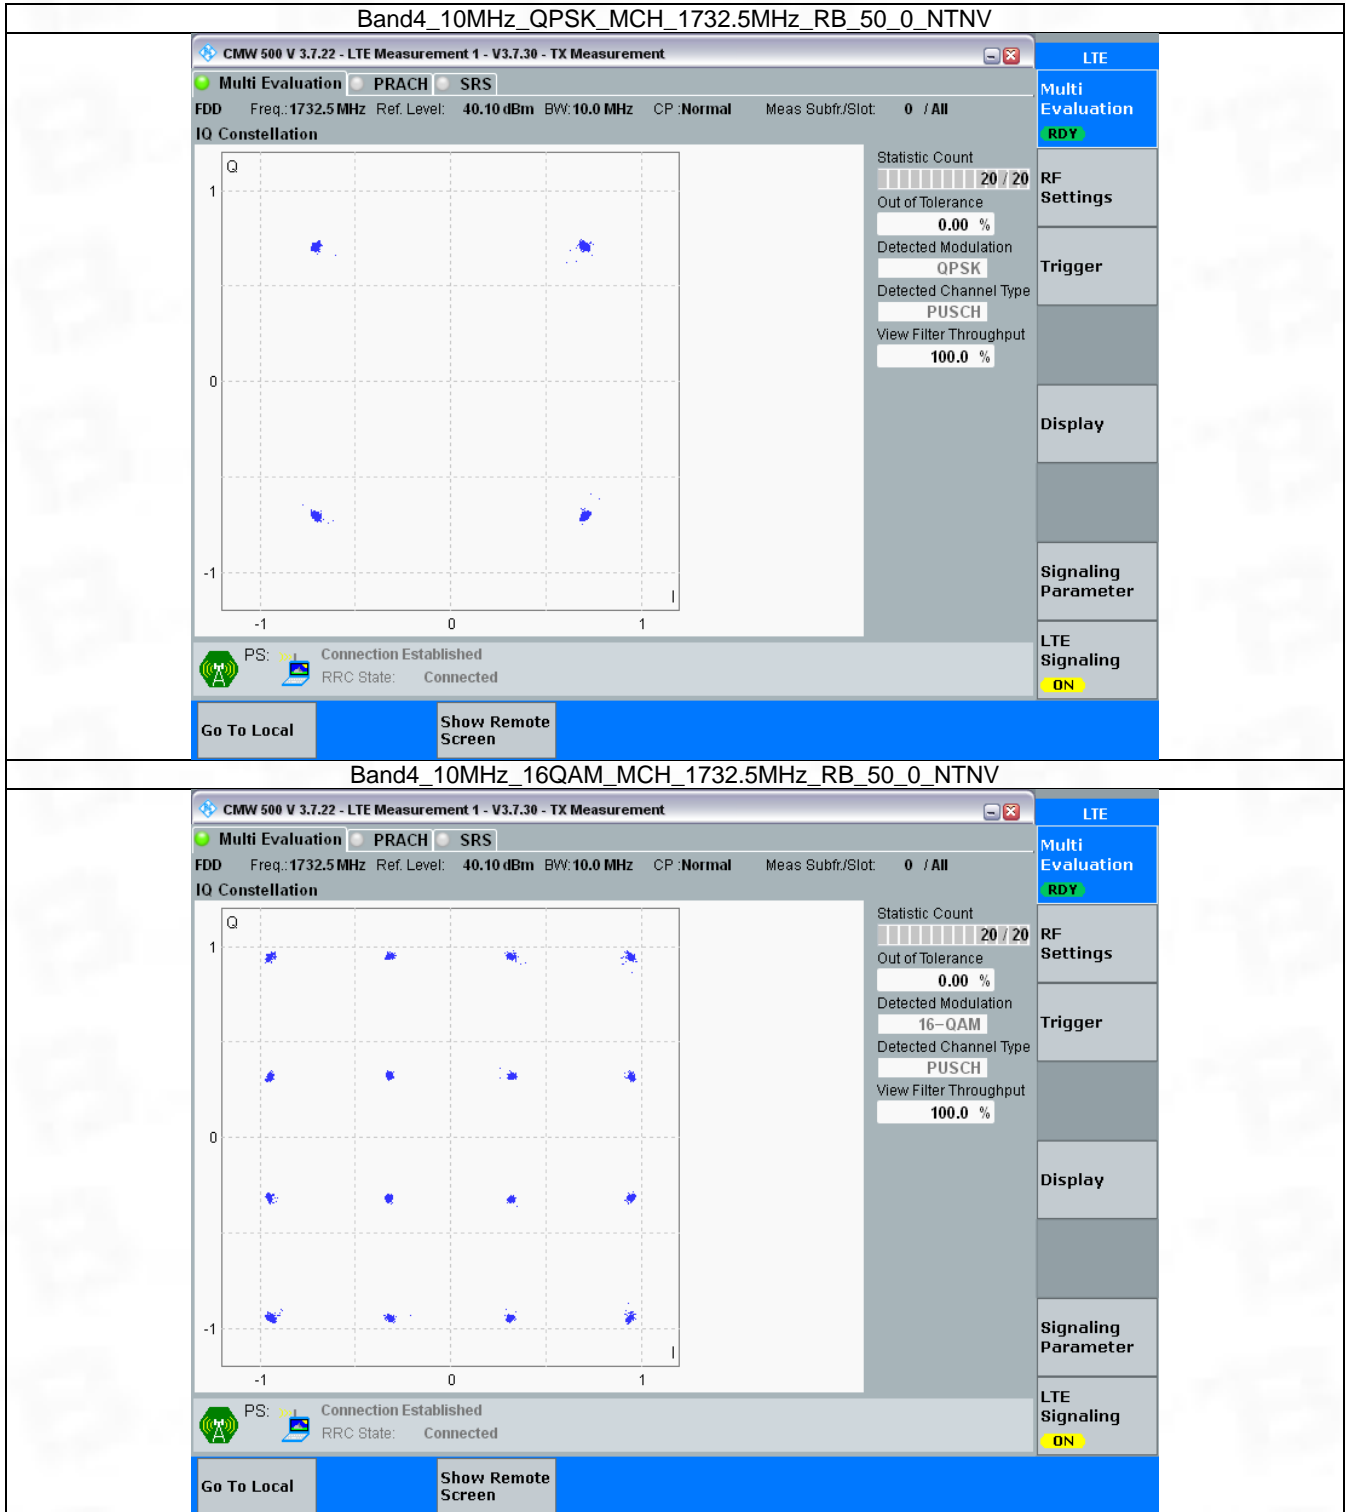 Band4_10MHz_QPSK_MCH_1732.5MHz_RB_50_0_NTNV
CMW 500 V 3.7.22 - LTE Measurement 1 - V3.7.30 - TX Measurement
LTE
Multi Evaluation PRACH SRS
Multi Evaluation
RDY
FDD Freq.: 1732.5 MHz Ref. Level: 40.10 dBm BW: 10.0 MHz CP : Normal Meas Subfr./Slot: 0 / All
IQ Constellation
Q
1
0
-1
I
-1 0 1
Statistic Count
20 / 20
Out of Tolerance
0.00 %
Detected Modulation
QPSK
Detected Channel Type
PUSCH
View Filter Throughput
100.0 %
RF Settings
Trigger
Display
Signaling Parameter
LTE Signaling
ON
PS: Connection Established
RRC State: Connected
Go To Local
Show Remote Screen
Band4_10MHz_16QAM_MCH_1732.5MHz_RB_50_0_NTNV
CMW 500 V 3.7.22 - LTE Measurement 1 - V3.7.30 - TX Measurement
LTE
Multi Evaluation PRACH SRS
Multi Evaluation
RDY
FDD Freq.: 1732.5 MHz Ref. Level: 40.10 dBm BW: 10.0 MHz CP : Normal Meas Subfr./Slot: 0 / All
IQ Constellation
Q
1
0
-1
I
-1 0 1
Statistic Count
20 / 20
Out of Tolerance
0.00 %
Detected Modulation
16-QAM
Detected Channel Type
PUSCH
View Filter Throughput
100.0 %
RF Settings
Trigger
Display
Signaling Parameter
LTE Signaling
ON
PS: Connection Established
RRC State: Connected
Go To Local
Show Remote Screen